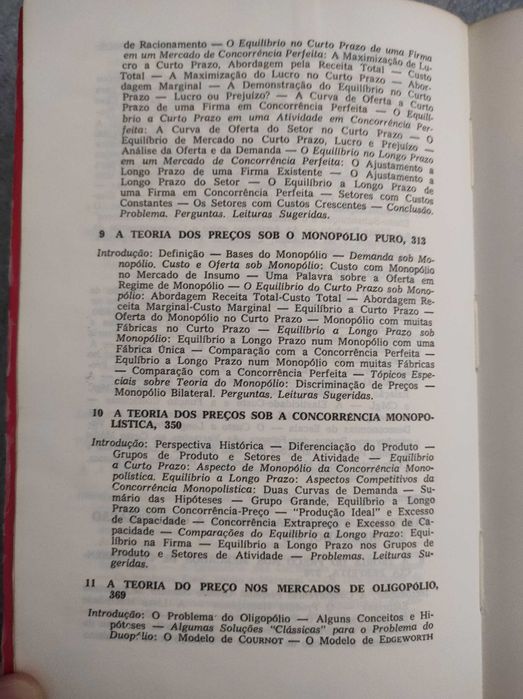 de Racionamento — O Equilíbrio no Curto Prazo de uma Firma
em um Mercado de Concorrência Perfeita: A Maximização de Lu-
cro a Curto Prazo, Abordagem pela Receita Total — Custo
Total — A Maximização do Lucro no Curto Prazo — Abor-
dagem Marginal — A Demonstração do Equilíbrio no Curto
Prazo — Lucro ou Prejuízo? — A Curva de Oferta a Curto
Prazo de uma Firma em Concorrência Perfeita — O Equilí-
brio a Curto Prazo em uma Atividade em Concorrência Per-
feita: A Curva de Oferta do Setor no Curto Prazo — O
Equilíbrio de Mercado no Curto Prazo, Lucro e Prejuízo —
Análise da Oferta e da Demanda — O Equilíbrio no Longo Prazo
em um Mercado de Concorrência Perfeita: O Ajustamento a
Longo Prazo de uma Firma Existente — O Ajustamento a
Longo Prazo do Setor — O Equilíbrio a Longo Prazo de
uma Firma em Concorrência Perfeita — Setores com Custos
Constantes — Os Setores com Custos Crescentes — Conclusão.
Problema. Perguntas. Leituras Sugeridas.
9 A TEORIA DOS PREÇOS SOB O MONOPÓLIO PURO, 313
Introdução: Definição — Bases do Monopólio — Demanda sob Mo-
nopólio. Custo e Oferta sob Monopólio: Custo com Monopólio
no Mercado de Insumo — Uma Palavra sobre a Oferta em
Regime de Monopólio — O Equilíbrio do Curto Prazo sob Mono-
pólio: Abordagem Receita Total-Custo Total — Abordagem Re-
ceita Marginal-Custo Marginal — Equilíbrio a Curto Prazo —
Oferta do Monopólio no Curto Prazo — Monopólio com muitas
Fábricas no Curto Prazo — Equilíbrio a Longo Prazo sob
Monopólio: Equilíbrio a Longo Prazo num Monopólio com uma
Fábrica Única — Comparação com a Concorrência Perfeita —
Equilíbrio a Longo Prazo num Monopólio com muitas Fábricas
— Comparação com a Concorrência Perfeita — Tópicos Espe-
ciais sobre Teoria do Monopólio: Discriminação de Preços —
Monopólio Bilateral. Perguntas. Leituras Sugeridas.
10 A TEORIA DOS PREÇOS SOB A CONCORRÊNCIA MONOPO-
LÍSTICA, 350
Introdução: Perspectiva Histórica — Diferenciação do Produto —
Grupos de Produto e Setores de Atividade — Equilíbrio
a Curto Prazo: Aspecto de Monopólio da Concorrência Mono-
polística. Equilíbrio a Longo Prazo: Aspectos Competitivos da
Concorrência Monopolística: Duas Curvas de Demanda — Su-
mário das Hipóteses — Grupo Grande, Equilíbrio a Longo
Prazo com Concorrência-Preço — "Produção Ideal" e Excesso
de Capacidade — Concorrência Extrapreço e Excesso de Ca-
pacidade — Comparações do Equilíbrio a Longo Prazo: Equi-
líbrio na Firma — Equilíbrio a Longo Prazo nos Grupos de
Produto e Setores de Atividade — Problemas. Leituras Su-
geridas.
11 A TEORIA DO PREÇO NOS MERCADOS DE OLIGOPÓLIO,
369
Introdução: O Problema do Oligopólio — Alguns Conceitos e Hi-
póteses — Algumas Soluções "Clássicas" para o Problema do
Duopólio: O Modelo de COURNOT — O Modelo de EDGEWORTH